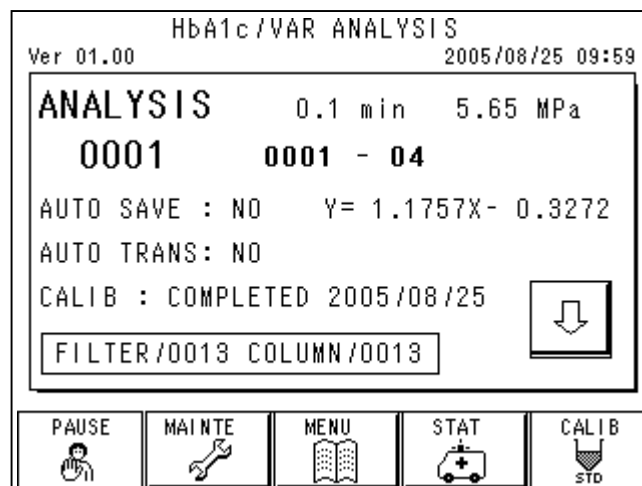 HbA1c/VAR ANALYSIS
Ver 01.00 2005/08/25 09:59
ANALYSIS 0.1 min 5.65 MPa
0001 0001 - 04
AUTO SAVE : NO Y= 1.1757X- 0.3272
AUTO TRANS: NO
CALIB : COMPLETED 2005/08/25
FILTER/0013 COLUMN/0013
PAUSE MAINTE MENU STAT CALIB
STD